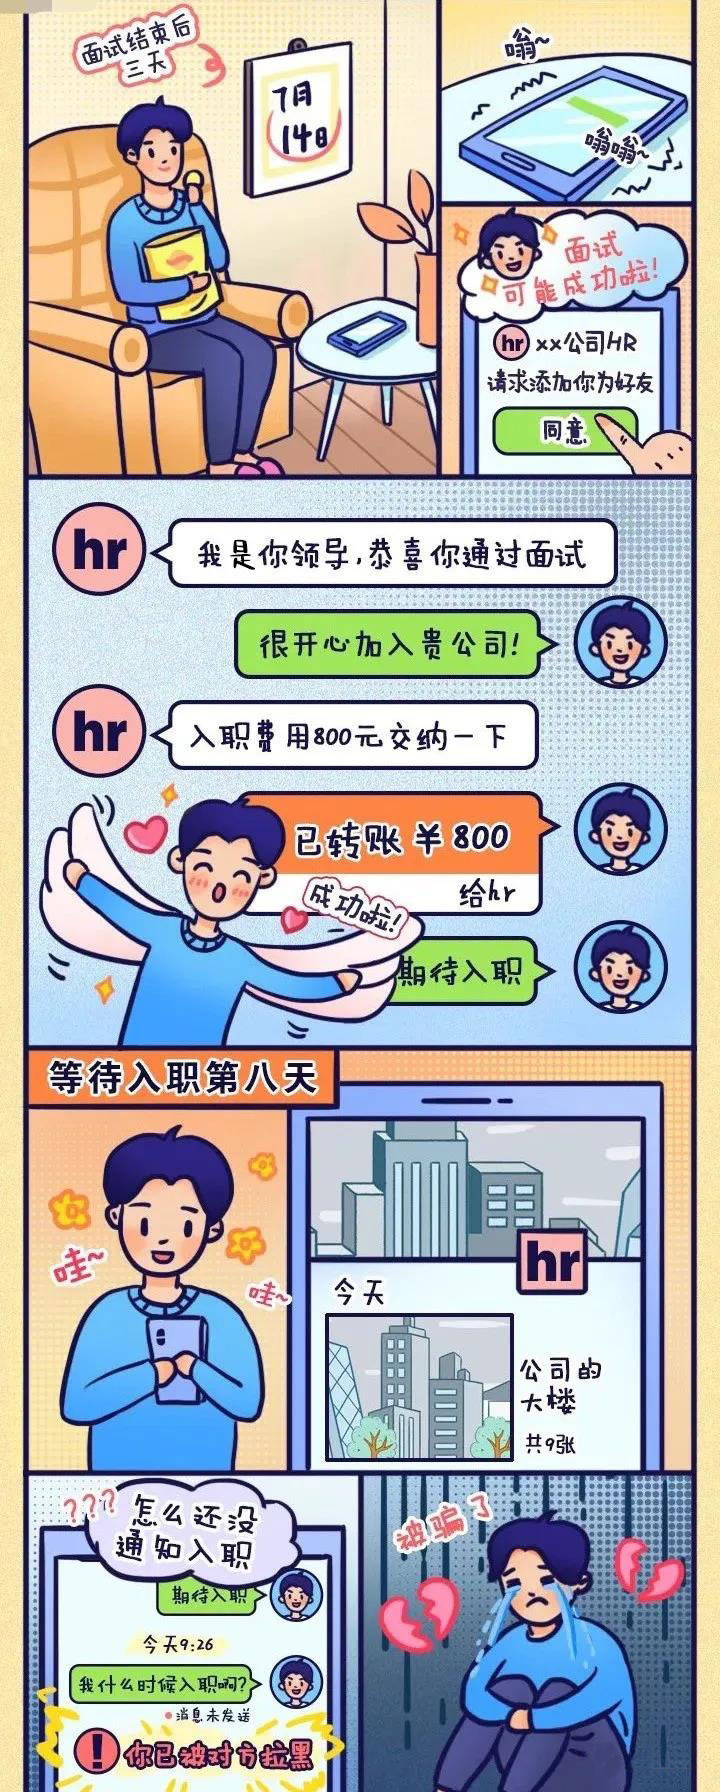 面试结束后
三天
7月
14日
嗡~
嗡嗡~
面试
可能成功啦!
hr xx公司HR
请求添加你为好友
同意
hr
我是你领导,恭喜你通过面试
很开心加入贵公司!
hr
入职费用800元交纳一下
已转账￥800
给hr
成功啦!
期待入职
等待入职第八天
哇~
哇~
hr
今天
公司的
大楼
共9张
???
怎么还没
通知入职
期待入职
今天9:26
我什么时候入职啊?
消息未发送
!你已被对方拉黑
被骗了